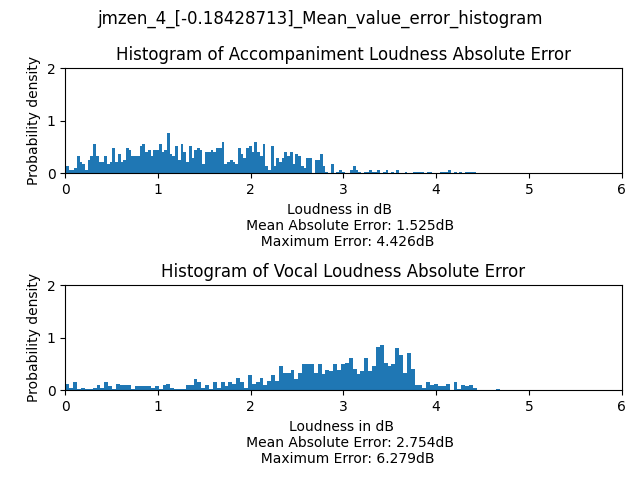 jmzen_4_[-0.18428713]_Mean_value_error_histogram
Histogram of Accompaniment Loudness Absolute Error
Probability density
2
1
0
0 1 2 3 4 5 6
Loudness in dB
Mean Absolute Error: 1.525dB
Maximum Error: 4.426dB
Histogram of Vocal Loudness Absolute Error
Probability density
2
1
0
0 1 2 3 4 5 6
Loudness in dB
Mean Absolute Error: 2.754dB
Maximum Error: 6.279dB